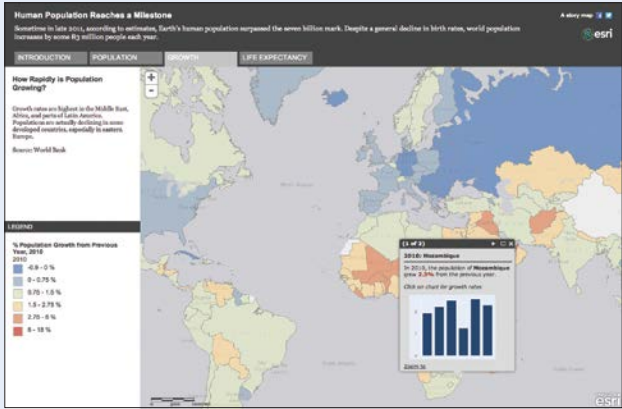 Human Population Reaches a Milestone
Sometime in late 2011, according to estimates, Earth's human population surpassed the seven billion mark. Despite a general decline in birth rates, world population
increases by some 83 million people each year.
A story map
esri
INTRODUCTION
POPULATION
GROWTH
LIFE EXPECTANCY
How Rapidly is Population
Growing?
Growth rates are highest in the Middle East,
Africa, and parts of Latin America.
Populations are actually declining in some
developed countries, especially in eastern
Europe.
Source: World Bank
LEGEND
% Population Growth from Previous
Year, 2010
2010
0 - 0.75 %
0.75 - 1.5 %
1.5 - 2.75 %
2.75 - 6 %
6 - 15 %
(1 of 2)
2010: Mozambique
In 2010, the population of Mozambique
grew 2.3% from the previous year.
Click on chart for growth rates
Zoom to
esri